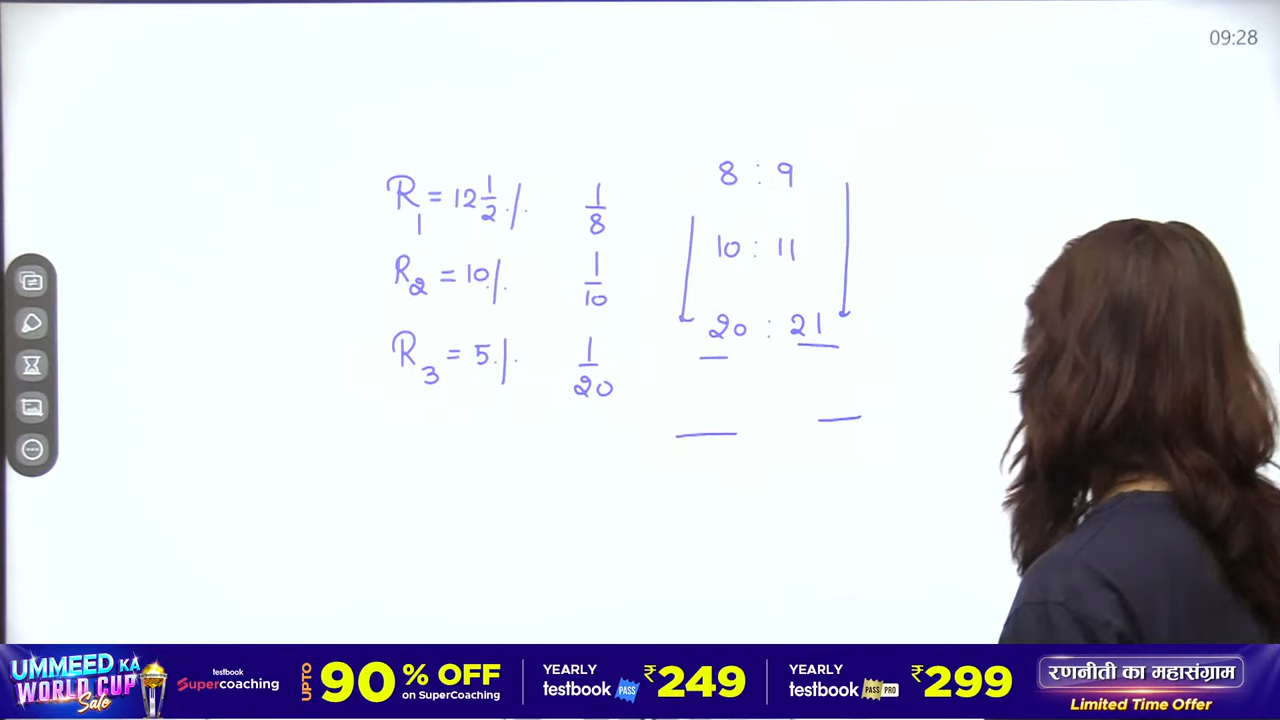 09:28
R₁ = 12 1/2 % 1/8 8 : 9
R₂ = 10% 1/10 10 : 11
R₃ = 5% 1/20 20 : 21
UMMEED KA
WORLD CUP
Sale
testbook
Supercoaching
UPTO
90% OFF
on SuperCoaching
YEARLY
testbook PASS
₹249
YEARLY
testbook PASS PRO
₹299
रणनीती का महासंग्राम
Limited Time Offer